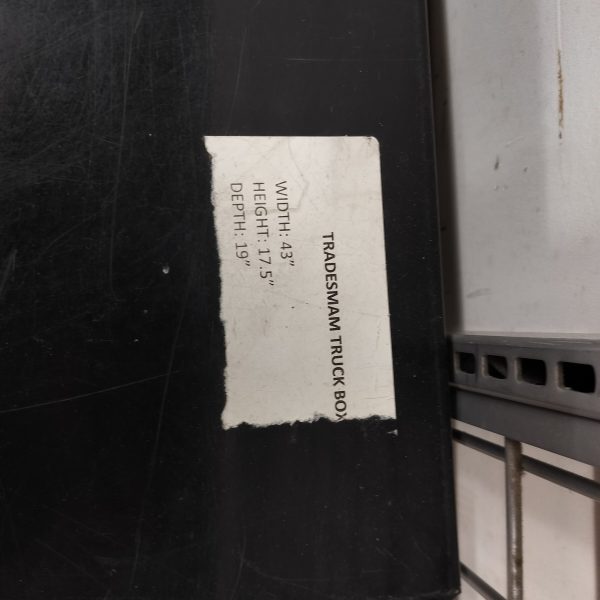 TRADESMAM TRUCK BOX
WIDTH: 43"
HEIGHT: 17.5"
DEPTH: 19"